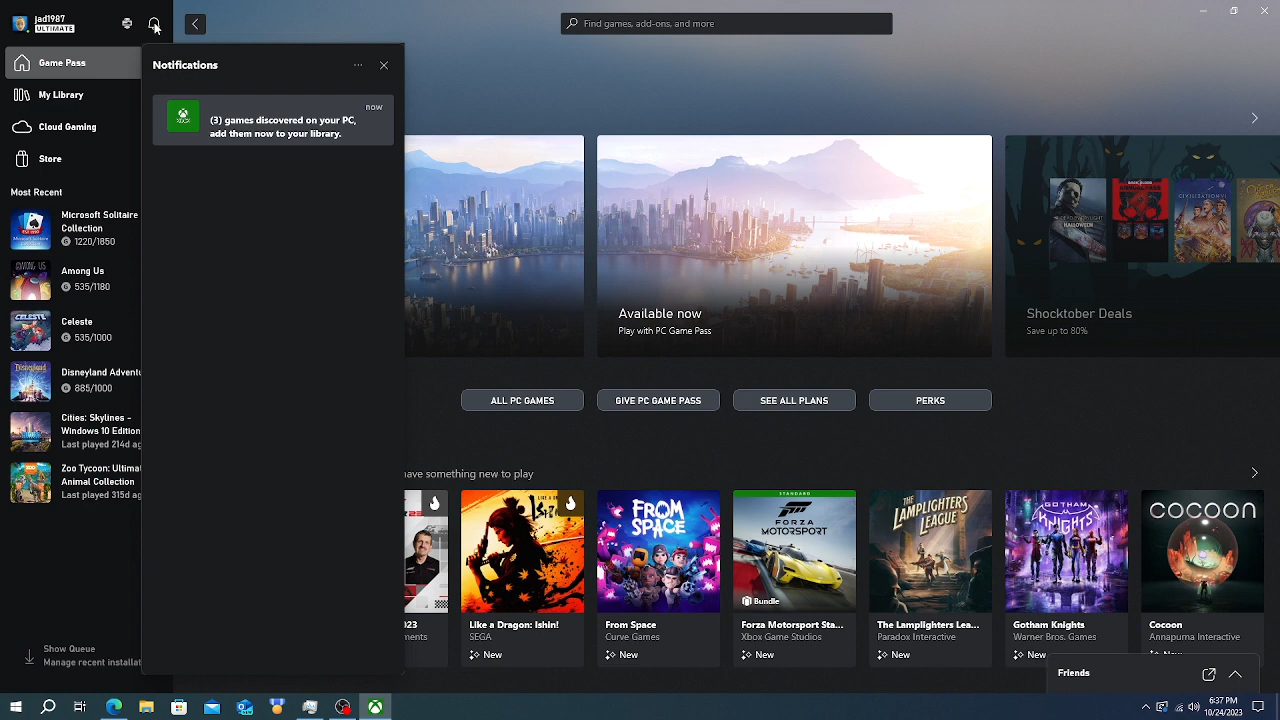 jad1987
ULTIMATE
Find games, add-ons, and more
Game Pass
My Library
Cloud Gaming
Store
Most Recent
Microsoft Solitaire
Collection
1220/1850
Among Us
535/1180
Celeste
535/1000
Disneyland Adventu
885/1000
Cities: Skylines -
Windows 10 Edition
Last played 214d ag
Zoo Tycoon: Ultima
Animal Collection
Last played 315d ag
Show Queue
Manage recent installat
Notifications
now
(3) games discovered on your PC,
add them now to your library.
Available now
Play with PC Game Pass
Shocktober Deals
Save up to 80%
ALL PC GAMES
GIVE PC GAME PASS
SEE ALL PLANS
PERKS
have something new to play
FROM
SPACE
STANDARD
FORZA
MOTORSPORT
Bundle
THE
LAMPLIGHTERS
LEAGUE
GOTHAM
KNIGHTS
COCOON
2023
ments
Like a Dragon: Ishin!
SEGA
New
From Space
Curve Games
New
Forza Motorsport Sta...
Xbox Game Studios
New
The Lamplighters Lea...
Paradox Interactive
New
Gotham Knights
Warner Bros. Games
New
Cocoon
Annapurna Interactive
Friends
6:37 PM
10/24/2023